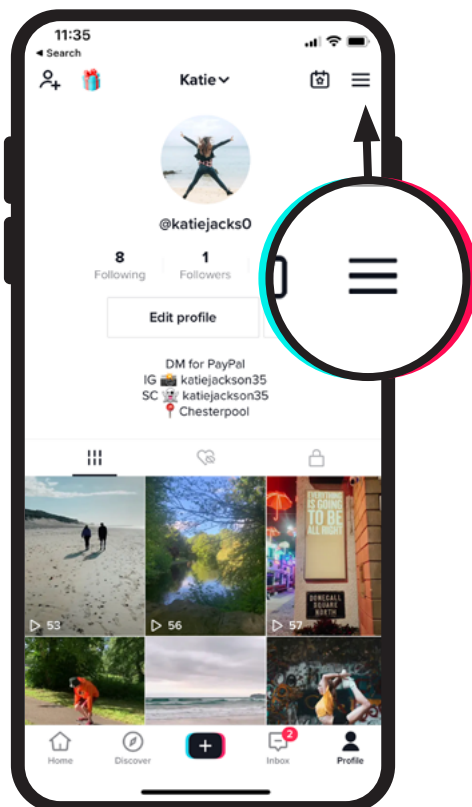 11:35
◀ Search
Katie
@katiejacks0
8
Following
1
Followers
Edit profile
DM for PayPal
IG 📸 katiejackson35
SC 👻 katiejackson35
📍 Chesterpool
EVERYTHING
IS GOING
TO BE
ALL RIGHT
DONEGALL
SQUARE
NORTH
53
56
57
Home
Discover
2
Inbox
Profile